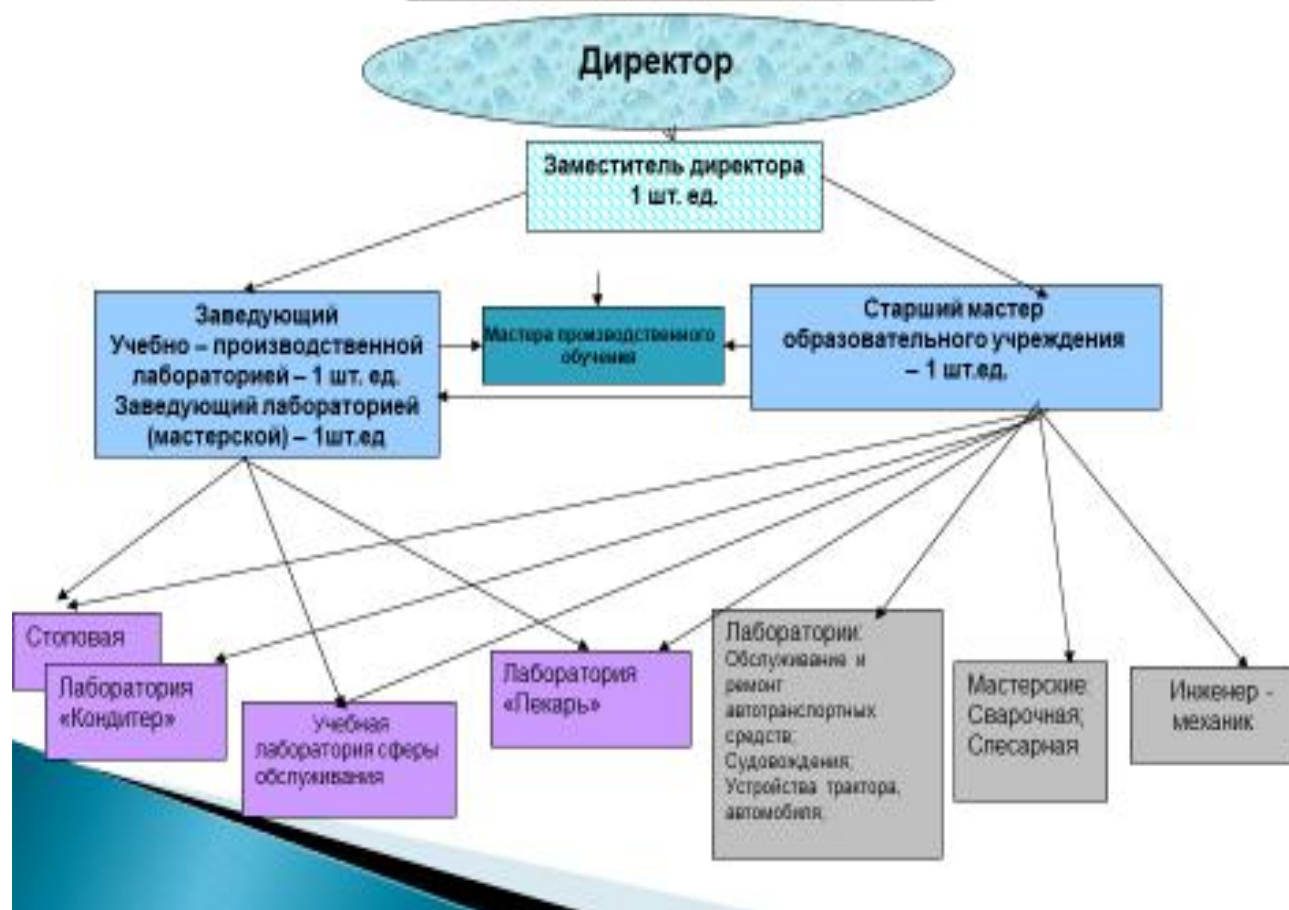 Директор
Заместитель директора
1 шт. ед.
Заведующий
Учебно – производственной
лабораторией – 1 шт. ед.
Заведующий лабораторией
(мастерской) – 1шт.ед
Мастера производственного
обучения
Старший мастер
образовательного учреждения
– 1 шт.ед.
Столовая
Лаборатория
«Кондитер»
Учебная
лаборатория сферы
обслуживания
Лаборатория
«Пекарь»
Лаборатории:
Обслуживание и
ремонт
автотранспортных
средств;
Судовождения;
Устройства трактора,
автомобиля;
Мастерские:
Сварочная;
Слесарная
Инженер -
механик